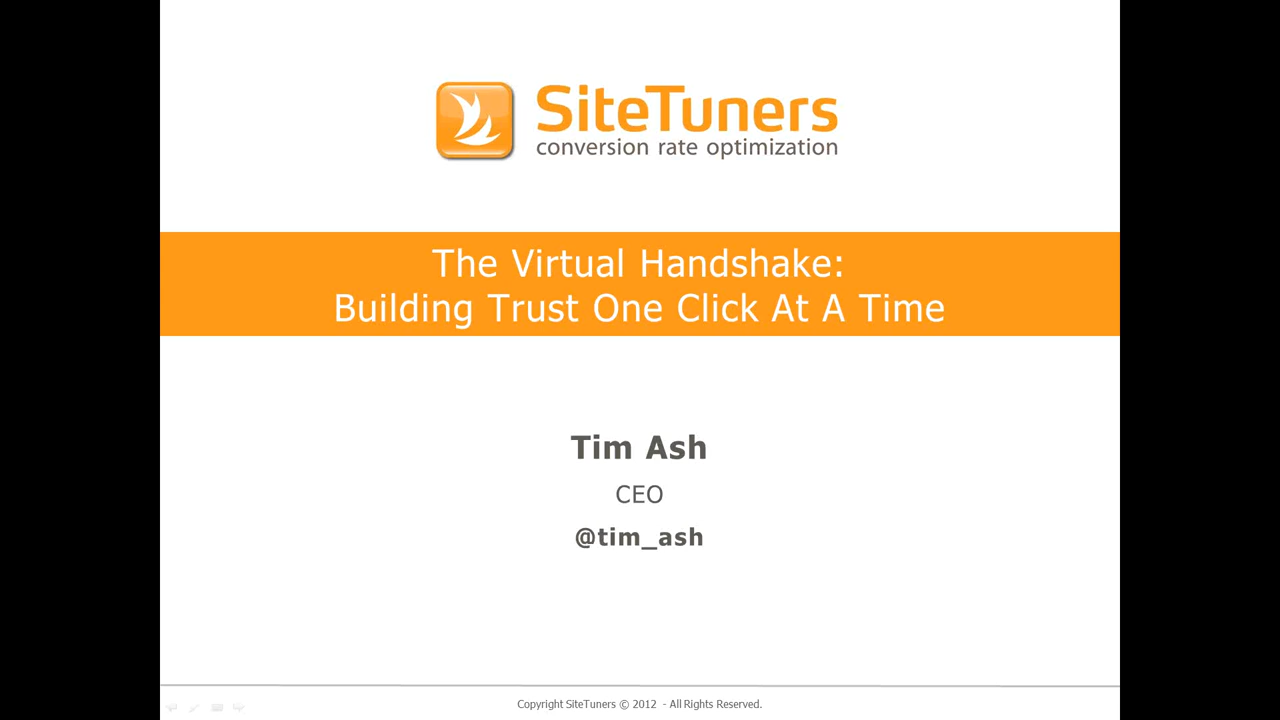 SiteTuners
conversion rate optimization
The Virtual Handshake:
Building Trust One Click At A Time
Tim Ash
CEO
@tim_ash
Copyright SiteTuners © 2012 - All Rights Reserved.